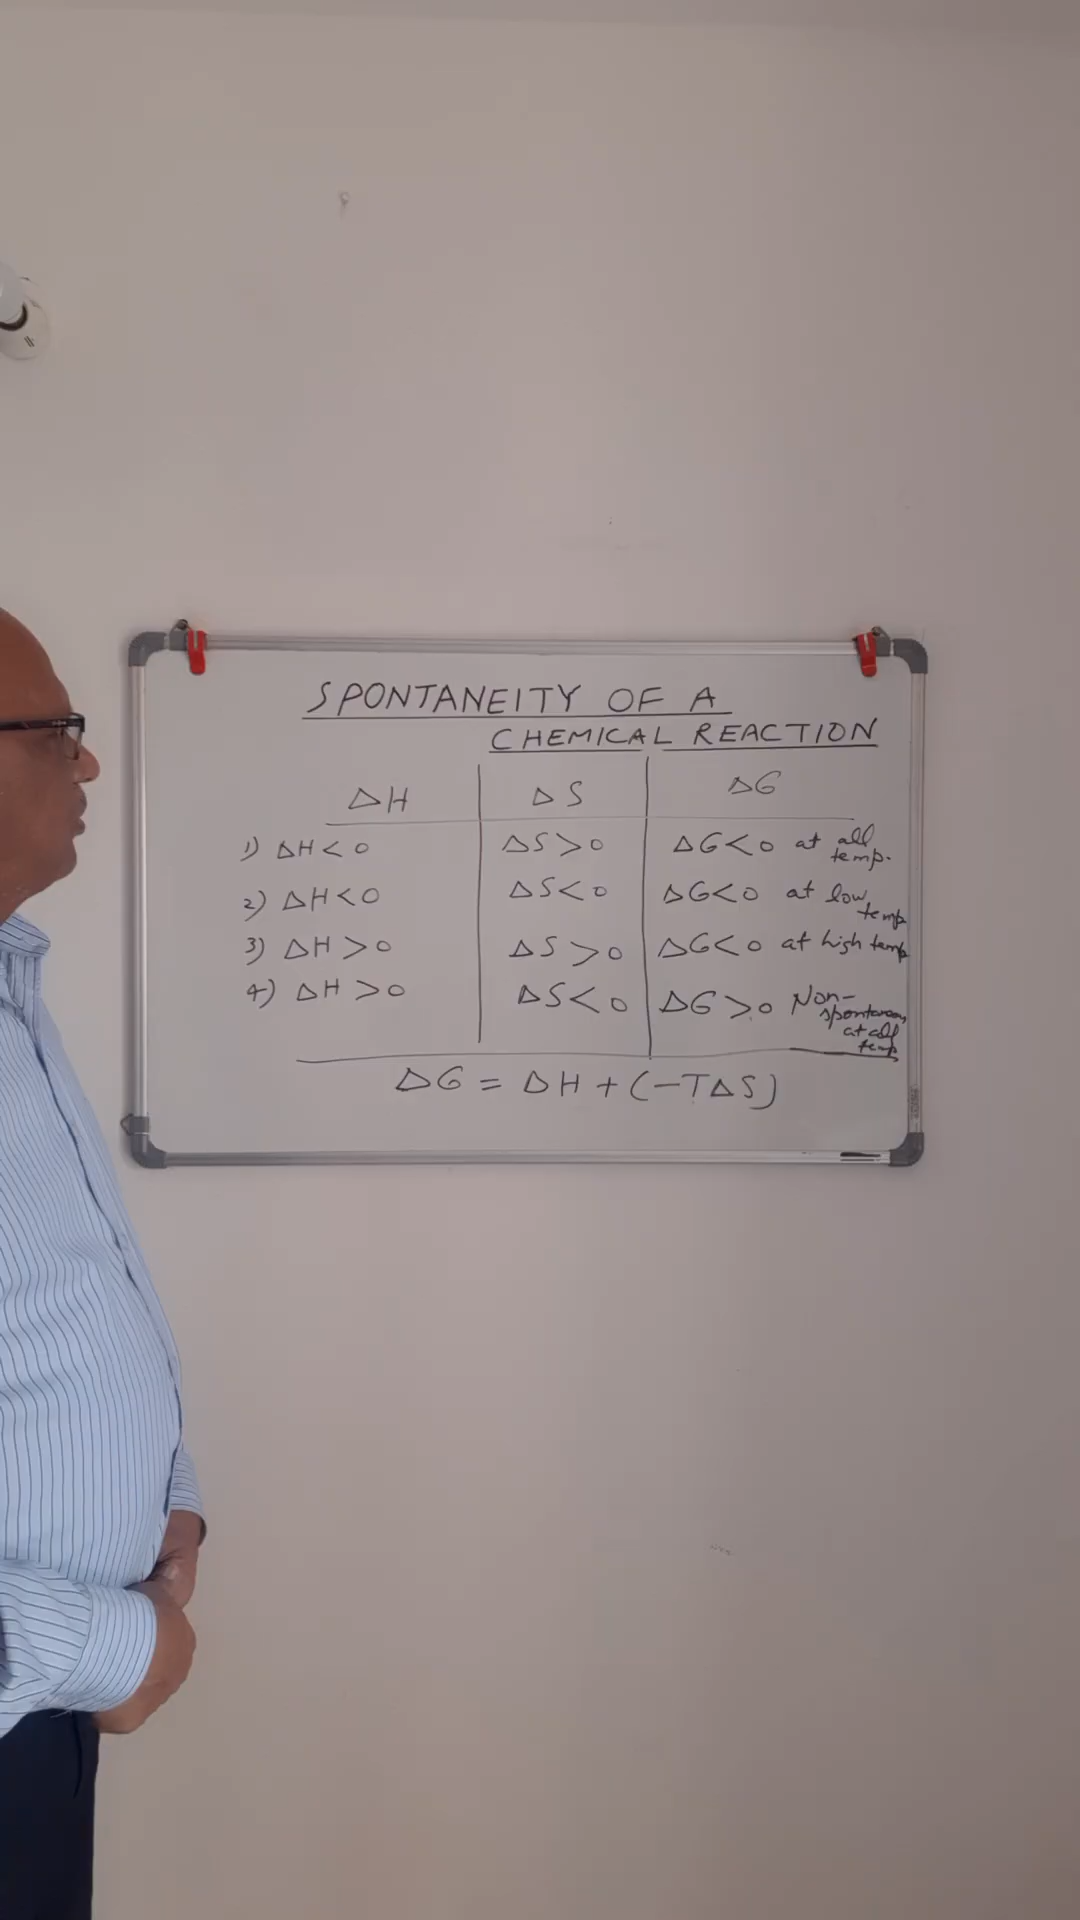 SPONTANEITY OF A
CHEMICAL REACTION
ΔH ΔS ΔG
1) ΔH < 0 ΔS > 0 ΔG < 0 at all temp.
2) ΔH < 0 ΔS < 0 ΔG < 0 at low temp
3) ΔH > 0 ΔS > 0 ΔG < 0 at high temp
4) ΔH > 0 ΔS < 0 ΔG > 0 Non-
spontaneous
at all
temp
ΔG = ΔH + (-TΔS)